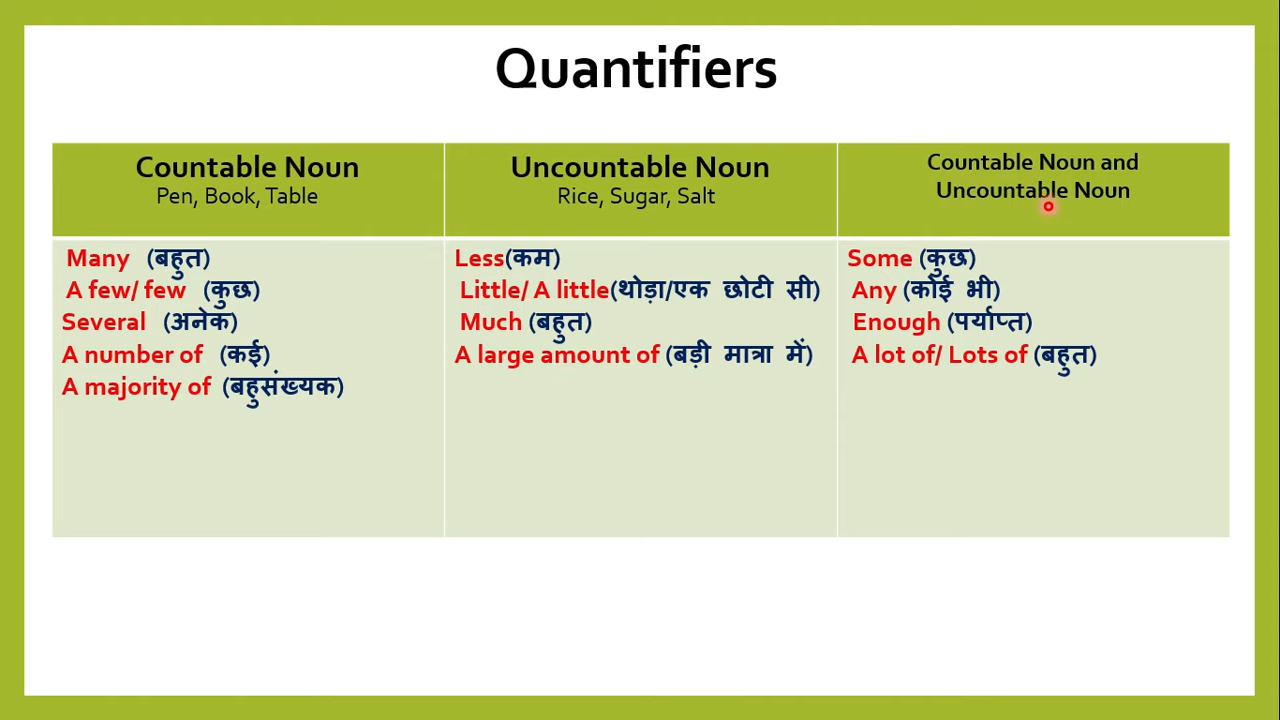 Quantifiers
Countable Noun
Pen, Book, Table
Many (बहुत)
A few/ few (कुछ)
Several (अनेक)
A number of (कई)
A majority of (बहुसंख्यक)
Uncountable Noun
Rice, Sugar, Salt
Less(कम)
Little/ A little(थोड़ा/एक छोटी सी)
Much (बहुत)
A large amount of (बड़ी मात्रा में)
Countable Noun and
Uncountable Noun
Some (कुछ)
Any (कोई भी)
Enough (पर्याप्त)
A lot of/ Lots of (बहुत)